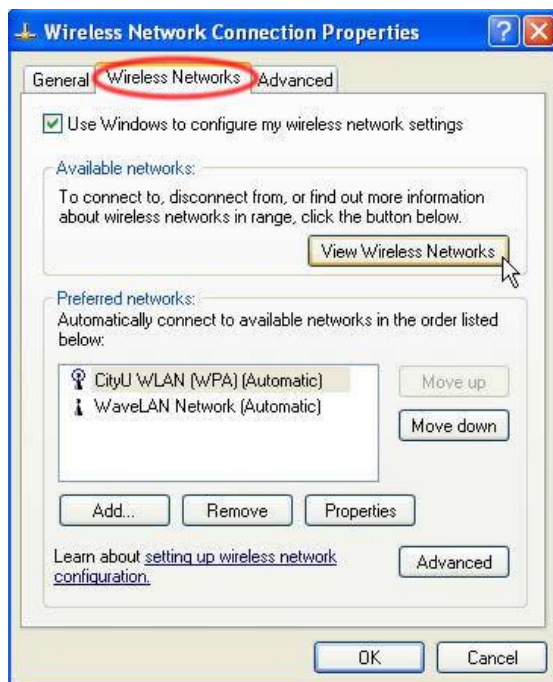 Wireless Network Connection Properties
General
Wireless Networks
Advanced
Use Windows to configure my wireless network settings
Available networks:
To connect to, disconnect from, or find out more information
about wireless networks in range, click the button below.
View Wireless Networks
Preferred networks:
Automatically connect to available networks in the order listed
below:
CityU WLAN (WPA) (Automatic)
WaveLAN Network (Automatic)
Move up
Move down
Add...
Remove
Properties
Learn about setting up wireless network
configuration.
Advanced
OK
Cancel